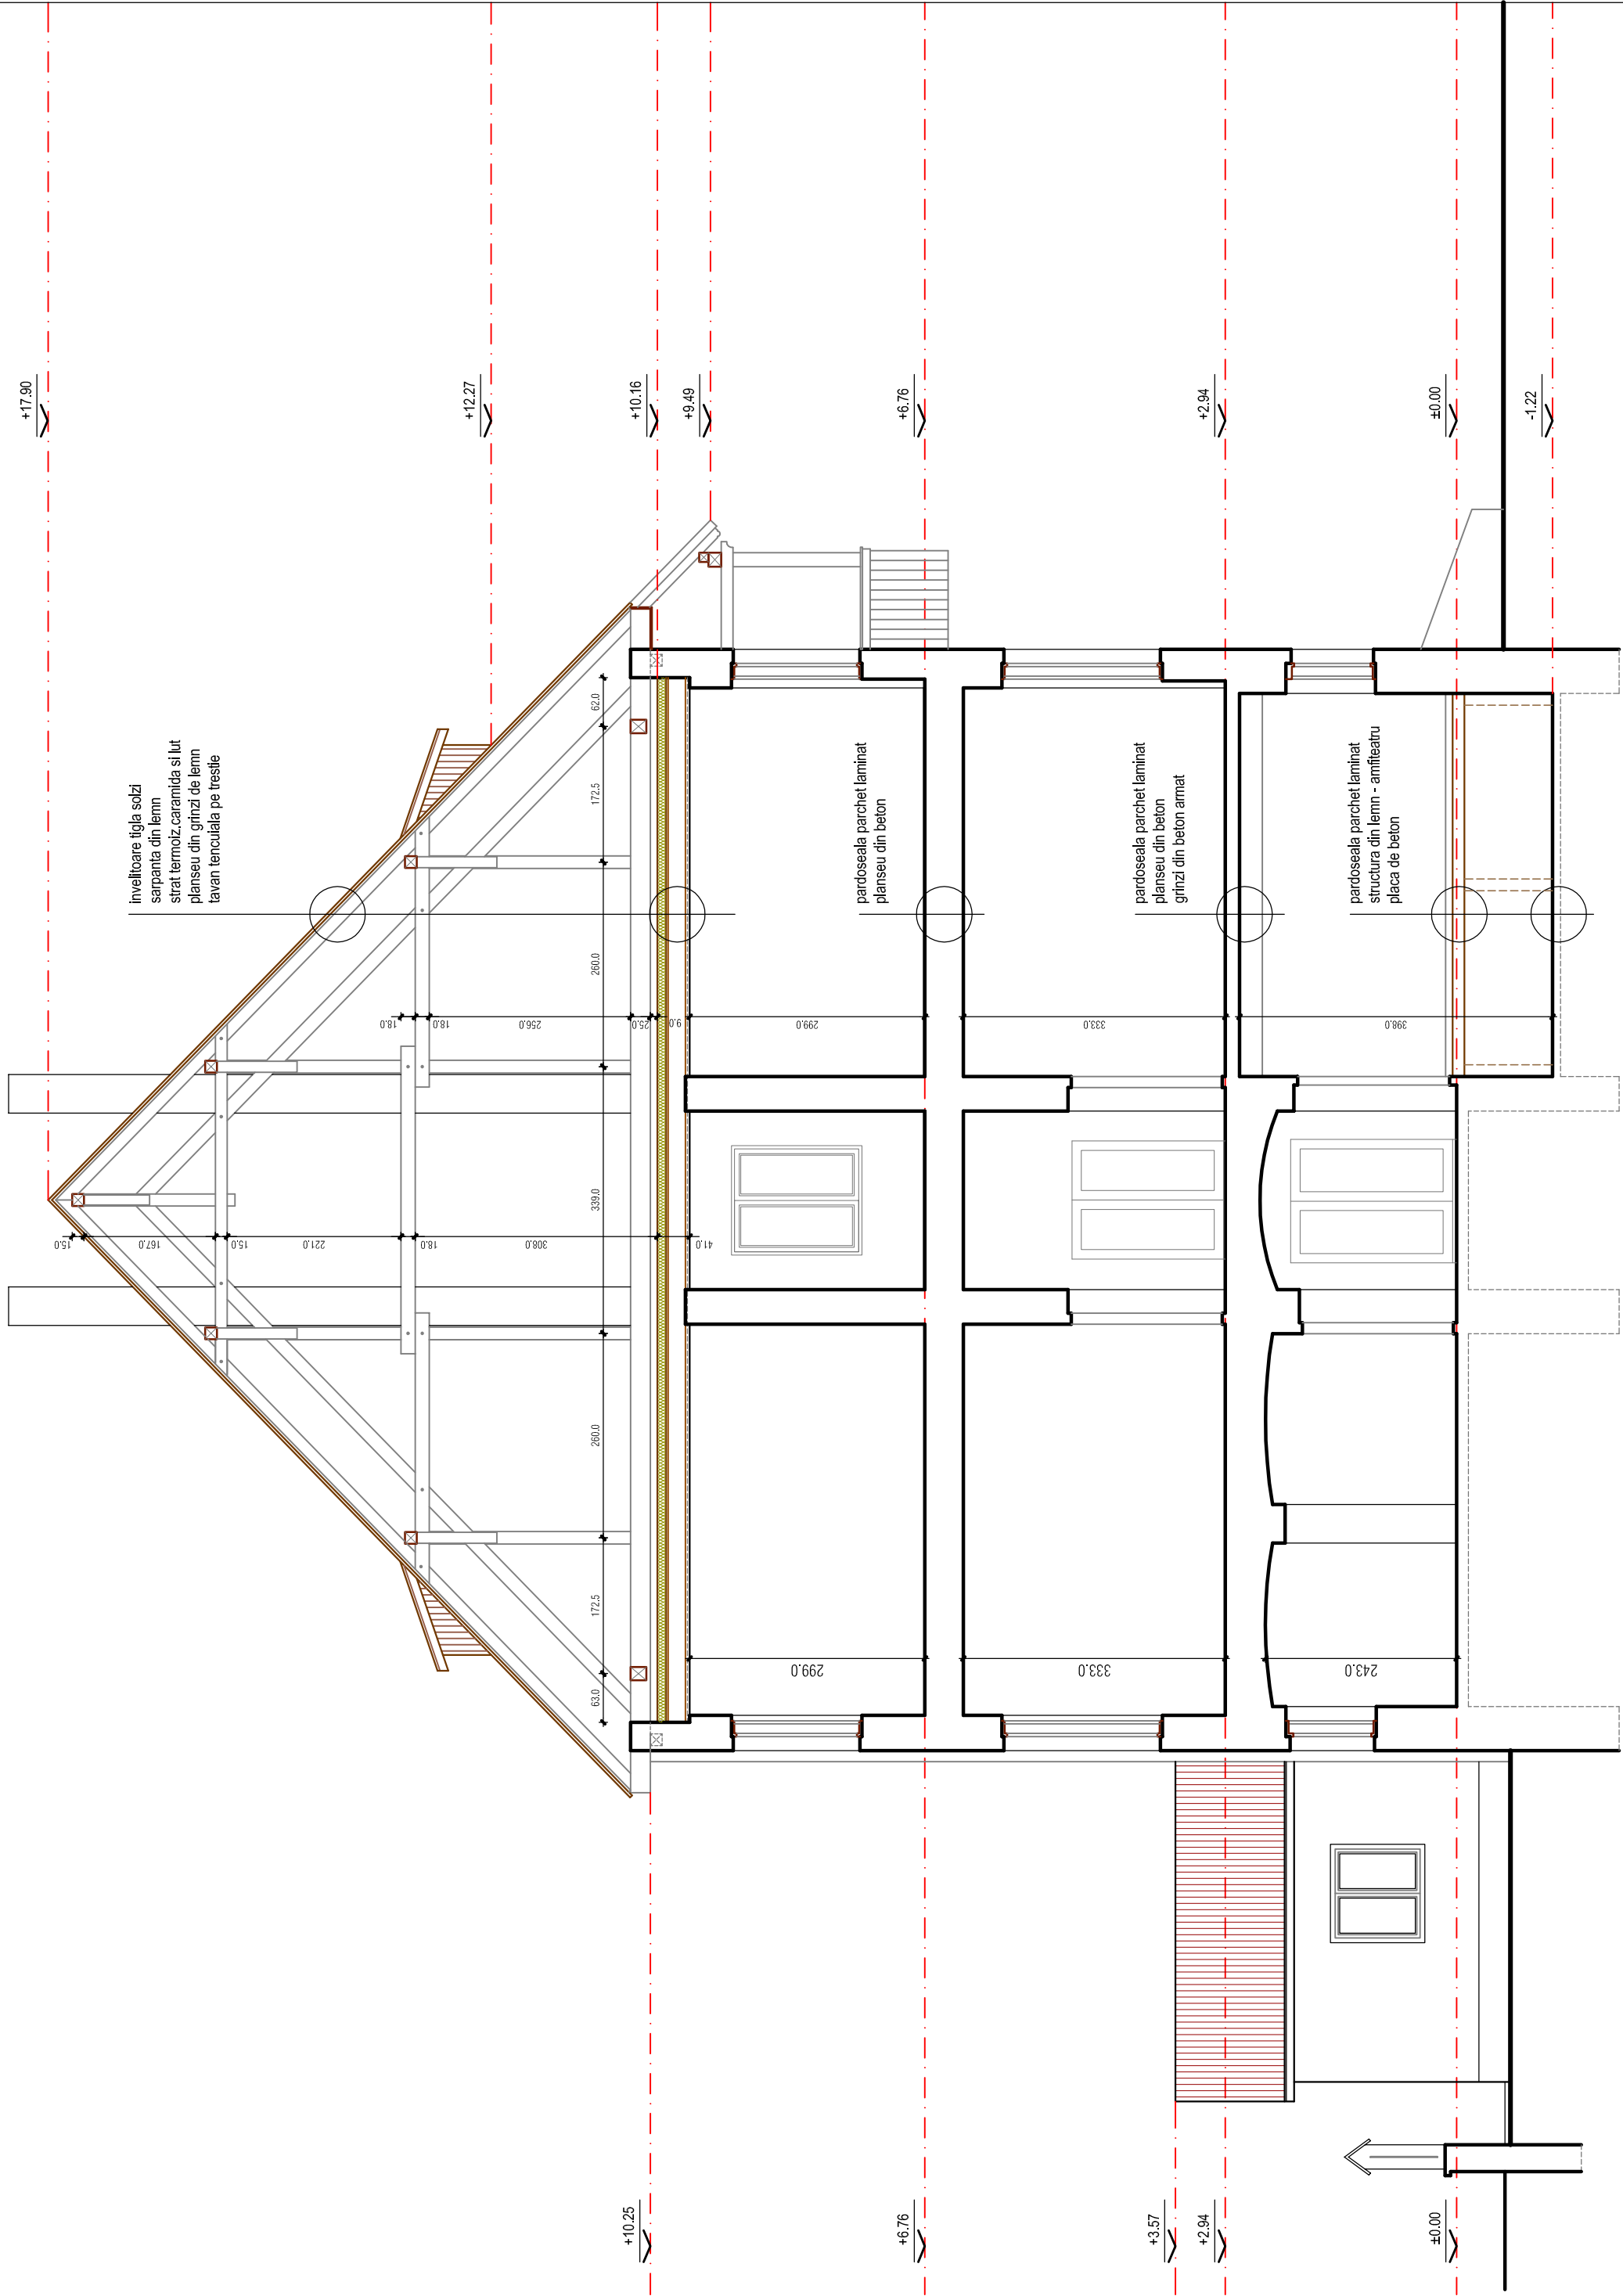 +17.90
+12.27
+10.16
+9.49
+6.76
+2.94
±0.00
-1.22
invelitoare tigla solzi
sarpanta din lemn
strat termoiz,caramida si lut
planseu din grinzi de lemn
tavan tenculala pe trestie
pardoseala parchet laminat
planseu din beton
pardoseala parchet laminat
planseu din beton
grinzi din beton armat
pardoseala parchet laminat
structura din lemn - amfiteatru
placa de beton
62.0
172.5
260.0
339.0
260.0
172.5
63.0
18.0
18.0
256.0
25.0
9.0
299.0
333.0
398.0
15.0
167.0
15.0
221.0
18.0
308.0
41.0
299.0
333.0
243.0
+10.25
+6.76
+3.57
+2.94
±0.00